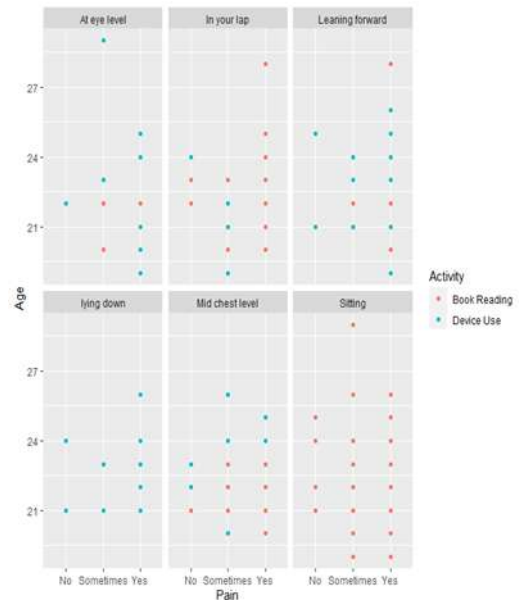 At eye level
In your lap
Leaning forward
27
24
21
Age
lying down
Mid chest level
Sitting
27
24
21
No Sometimes Yes
No Sometimes Yes
No Sometimes Yes
Pain
Activity
Book Reading
Device Use